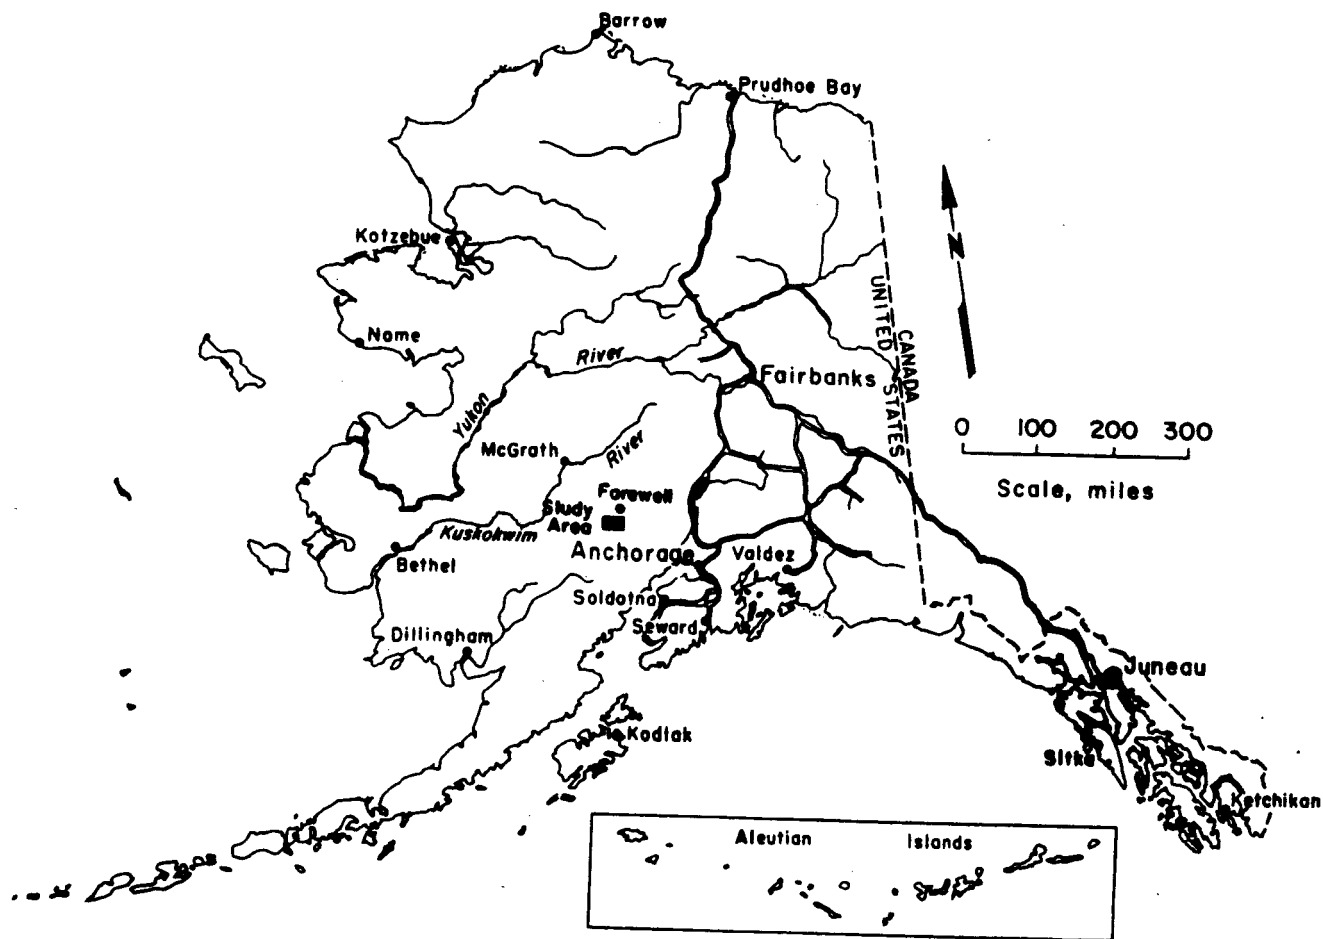 Barrow
Prudhoe Bay
Kotzebue
N
UNITED STATES
CANADA
Nome
River
Fairbanks
Yukon
0 100 200 300
Scale, miles
McGrath
River
Farewell
Study
Area
Kuskokwim
Anchorage
Valdez
Bethel
Soldotna
Seward
Dillingham
Juneau
Kodiak
Sitka
Ketchikan
Aleutian Islands